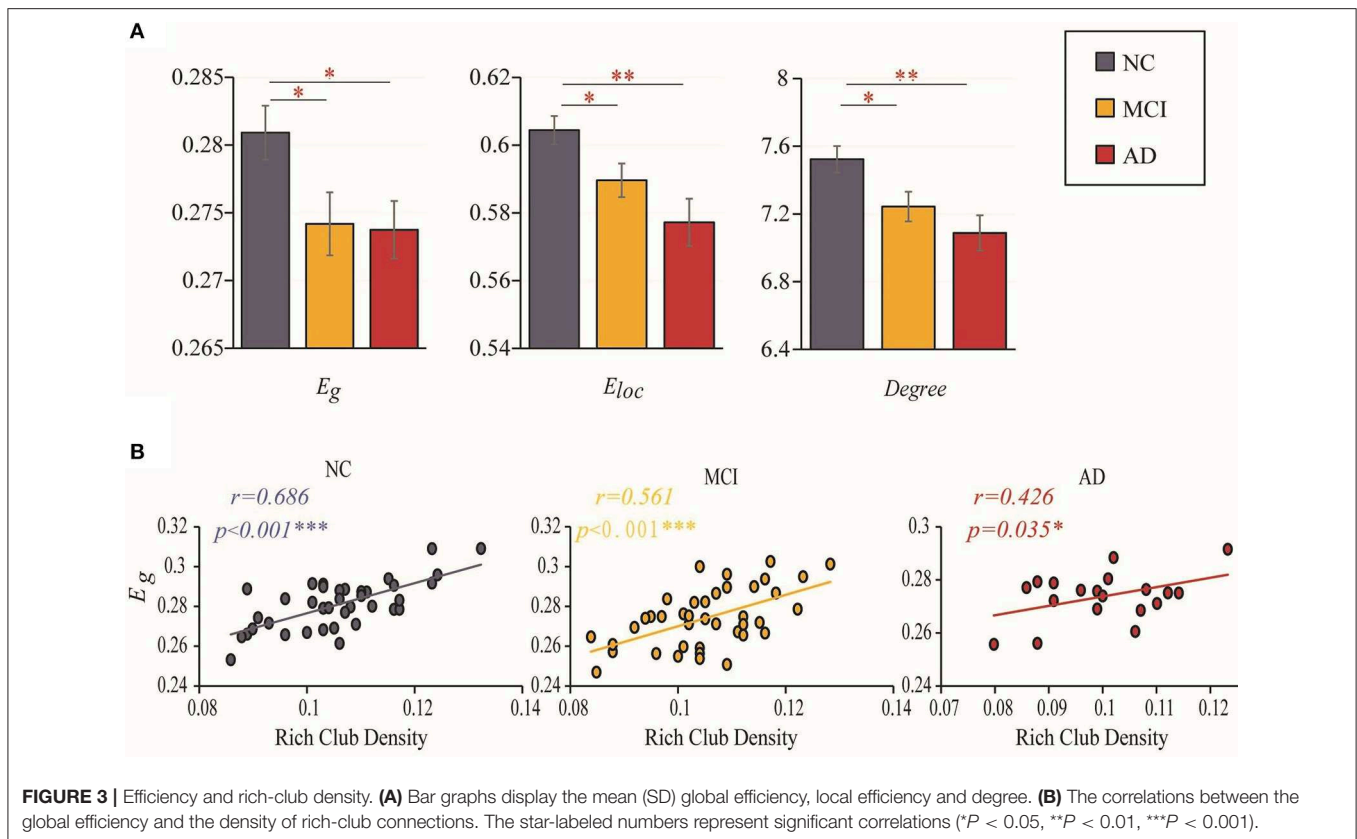 A
NC
MCI
AD
0.285
0.28
0.275
0.27
0.265
*
*
Eg
0.62
0.6
0.58
0.56
0.54
**
*
Eloc
8
7.6
7.2
6.8
6.4
**
*
Degree
B
NC
r=0.686
p<0.001***
0.32
0.3
0.28
0.26
0.24
Eg
0.08 0.1 0.12 0.14
Rich Club Density
MCI
r=0.561
p<0.001***
0.32
0.3
0.28
0.26
0.24
0.08 0.1 0.12 0.14
Rich Club Density
AD
r=0.426
p=0.035*
0.3
0.28
0.26
0.24
0.07 0.08 0.09 0.1 0.11 0.12
Rich Club Density
FIGURE 3 | Efficiency and rich-club density. (A) Bar graphs display the mean (SD) global efficiency, local efficiency and degree. (B) The correlations between the
global efficiency and the density of rich-club connections. The star-labeled numbers represent significant correlations (*P < 0.05, **P < 0.01, ***P < 0.001).